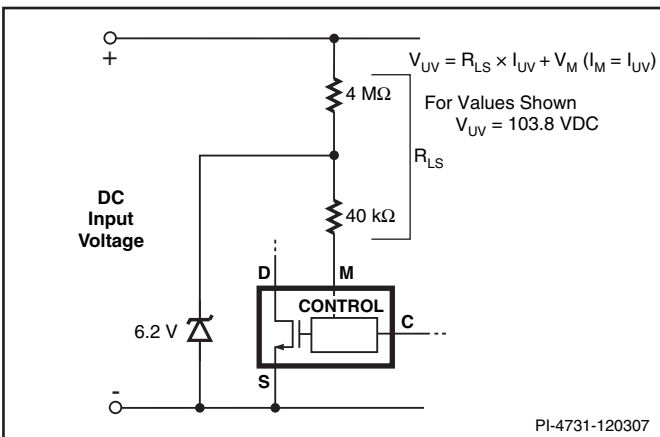 +
V_UV = R_LS × I_UV + V_M (I_M = I_UV)
4 MΩ
For Values Shown
V_UV = 103.8 VDC
R_LS
DC
Input
Voltage
40 kΩ
D
M
CONTROL
C
6.2 V
S
-
PI-4731-120307